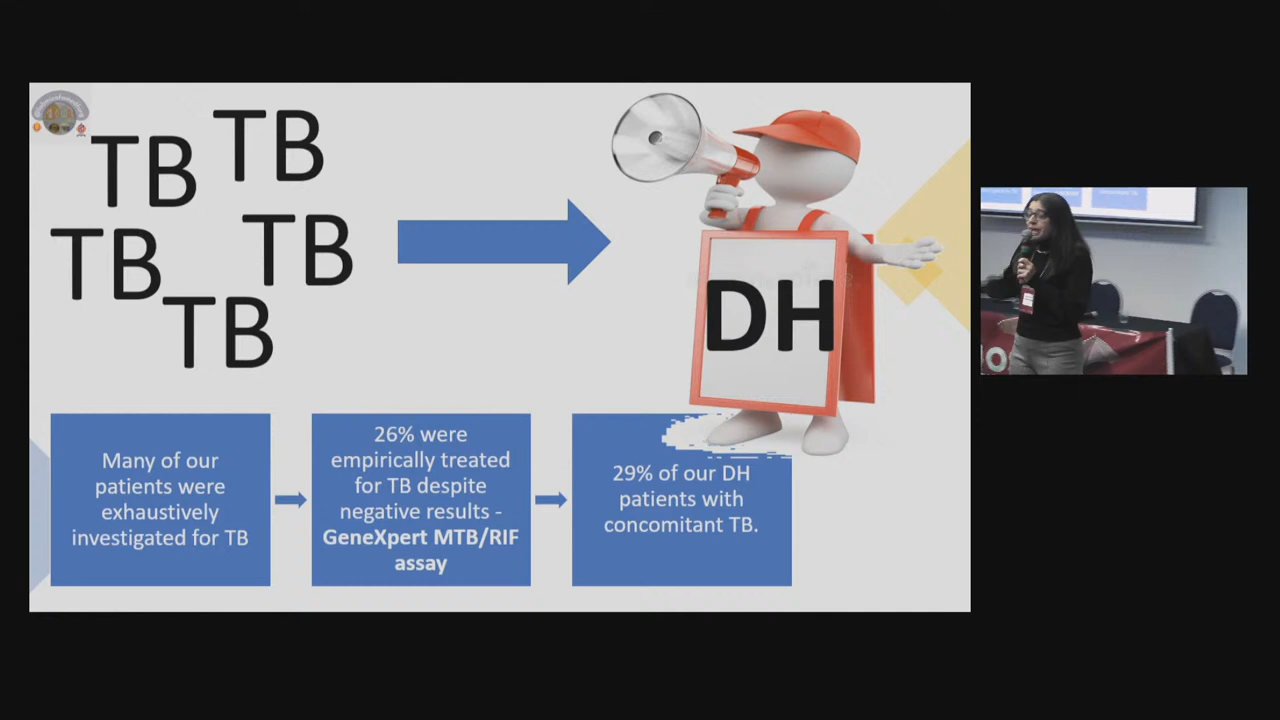 TB
TB
TB
TB
TB
DH
Many of our
patients were
exhaustively
investigated for TB
26% were
empirically treated
for TB despite
negative results -
GeneXpert MTB/RIF
assay
29% of our DH
patients with
concomitant TB.